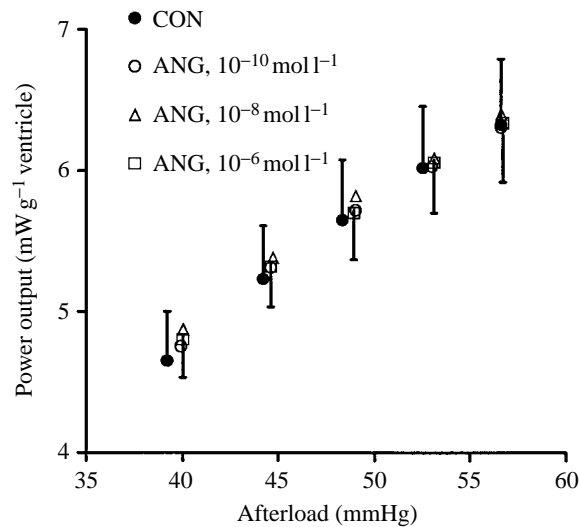 CON
ANG, 10⁻¹⁰ mol l⁻¹
ANG, 10⁻⁸ mol l⁻¹
ANG, 10⁻⁶ mol l⁻¹
Power output (mW g⁻¹ ventricle)
7
6
5
4
35 40 45 50 55 60
Afterload (mmHg)